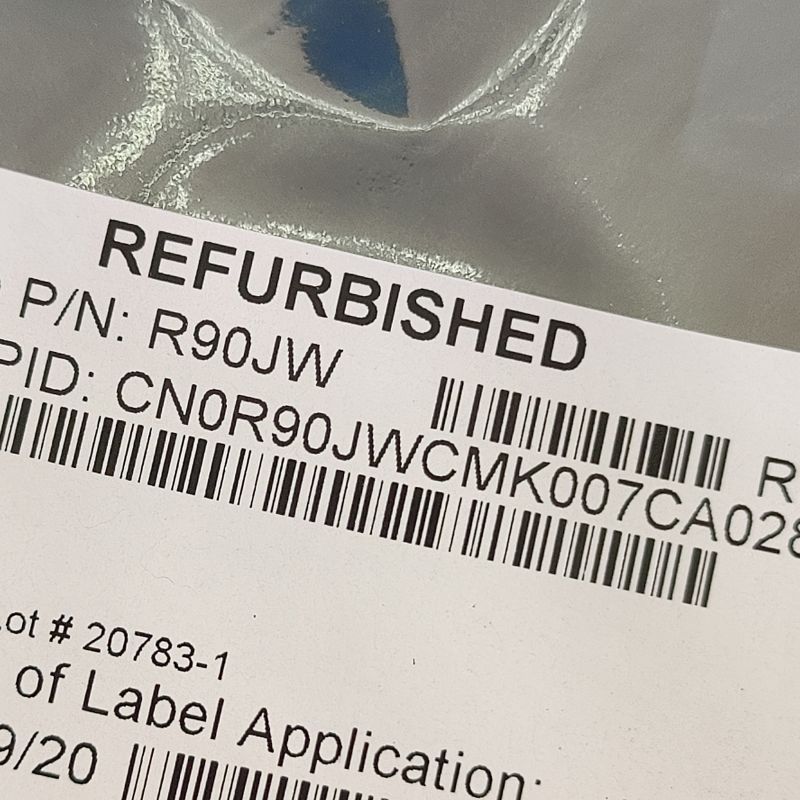 REFURBISHED
P/N: R90JW
PID: CN0R90JWCMK007CA028
Lot # 20783-1
of Label Application:
9/20